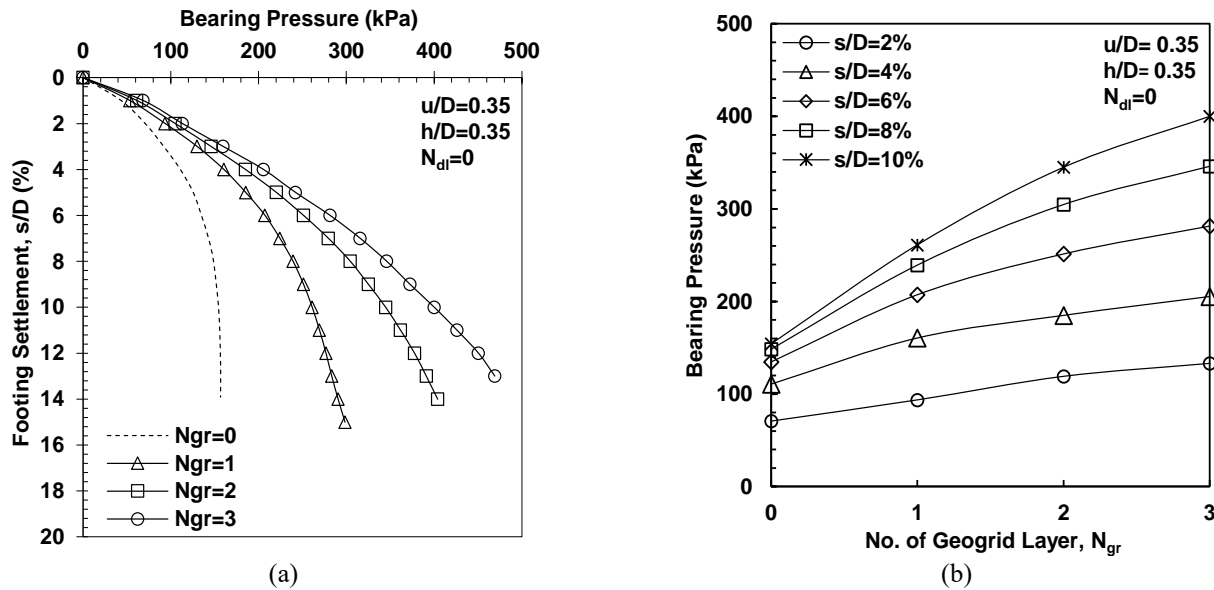 Bearing Pressure (kPa)
0 100 200 300 400 500
0
2
4
6
8
10
12
14
16
18
20
Footing Settlement, s/D (%)
u/D=0.35
h/D=0.35
Ndl=0
Ngr=0
Ngr=1
Ngr=2
Ngr=3
(a)
500
400
300
200
100
0
Bearing Pressure (kPa)
s/D=2%
s/D=4%
s/D=6%
s/D=8%
s/D=10%
u/D= 0.35
h/D= 0.35
Ndl=0
0 1 2 3
No. of Geogrid Layer, Ngr
(b)